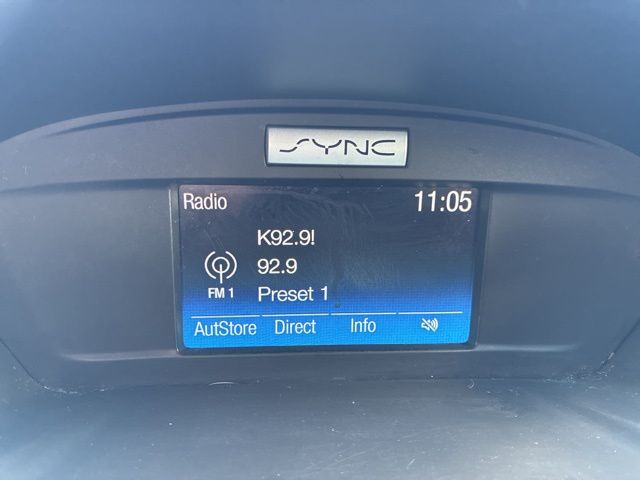 SYNC
Radio 11:05
K92.9!
92.9
FM 1 Preset 1
AutStore Direct Info